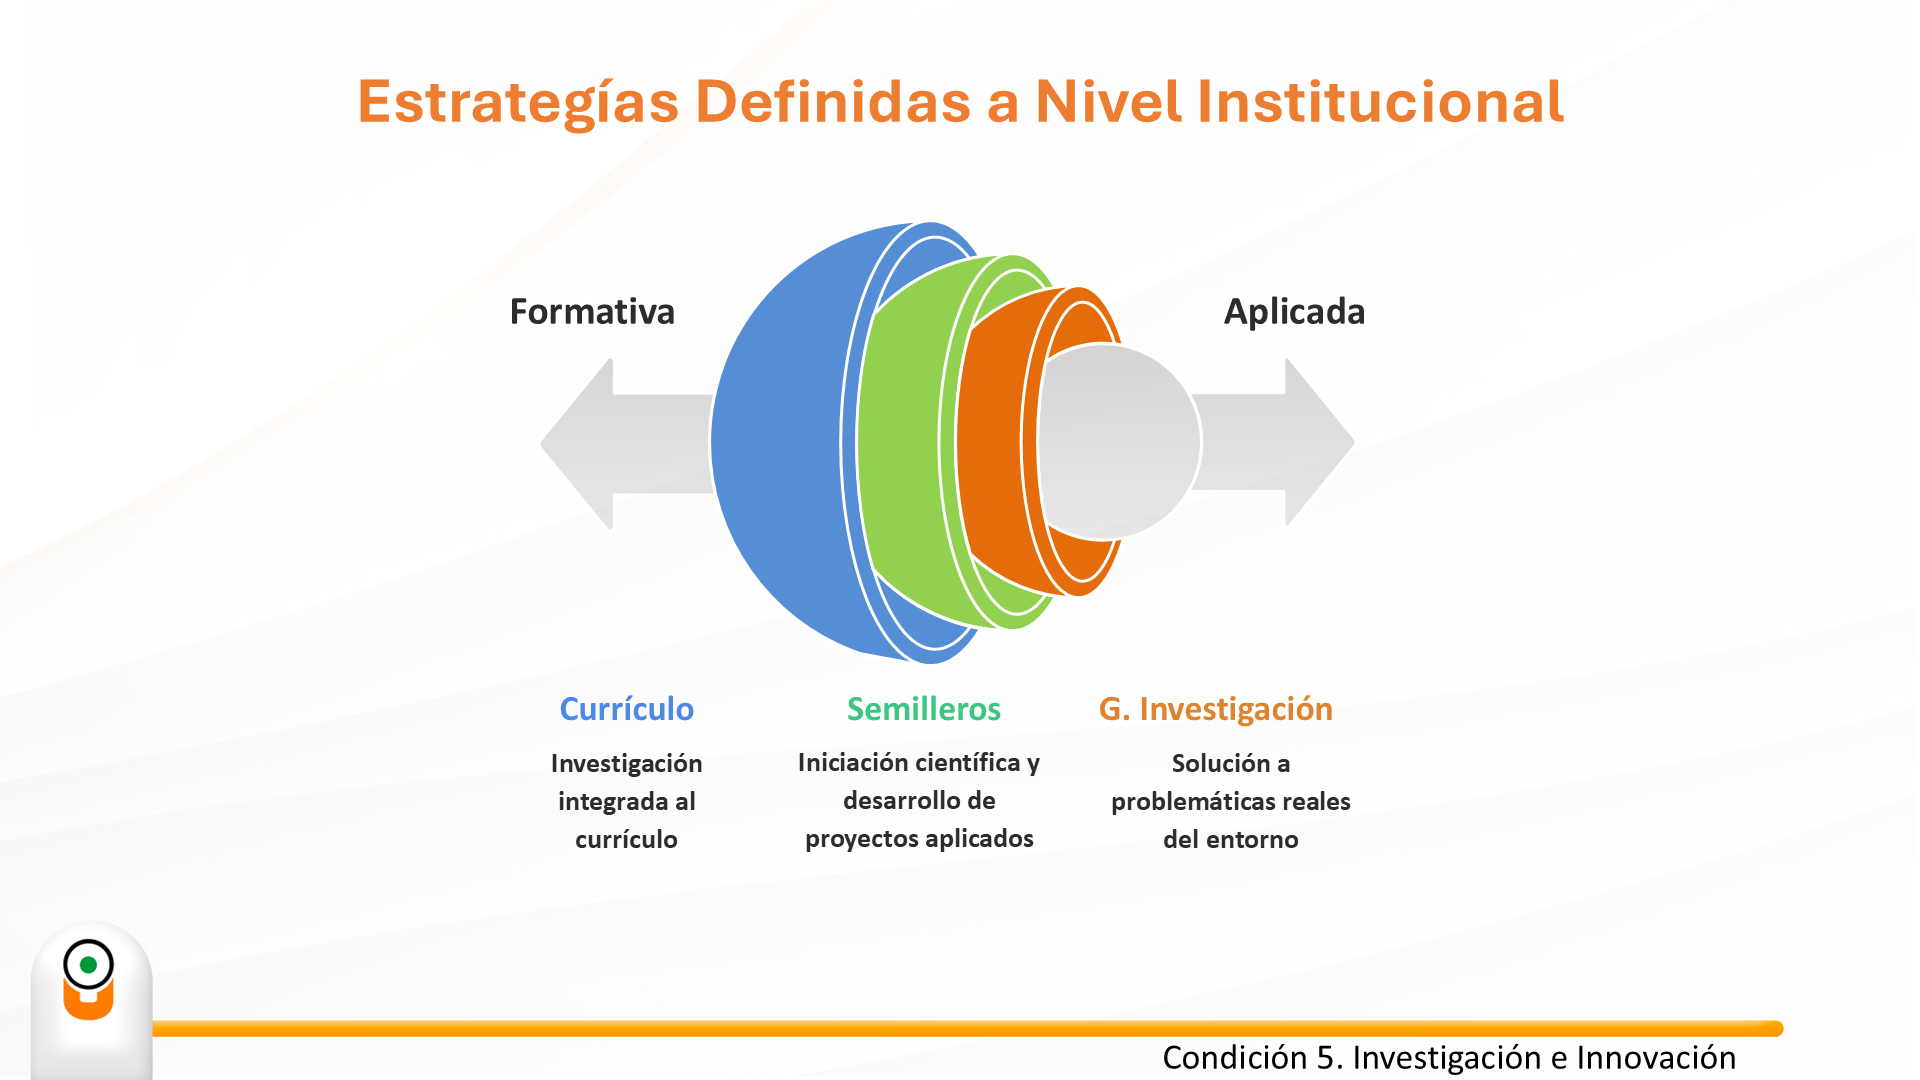 Estrategías Definidas a Nivel Institucional
Formativa
Aplicada
Currículo
Investigación
integrada al
currículo
Semilleros
Iniciación científica y
desarrollo de
proyectos aplicados
G. Investigación
Solución a
problemáticas reales
del entorno
Condición 5. Investigación e Innovación